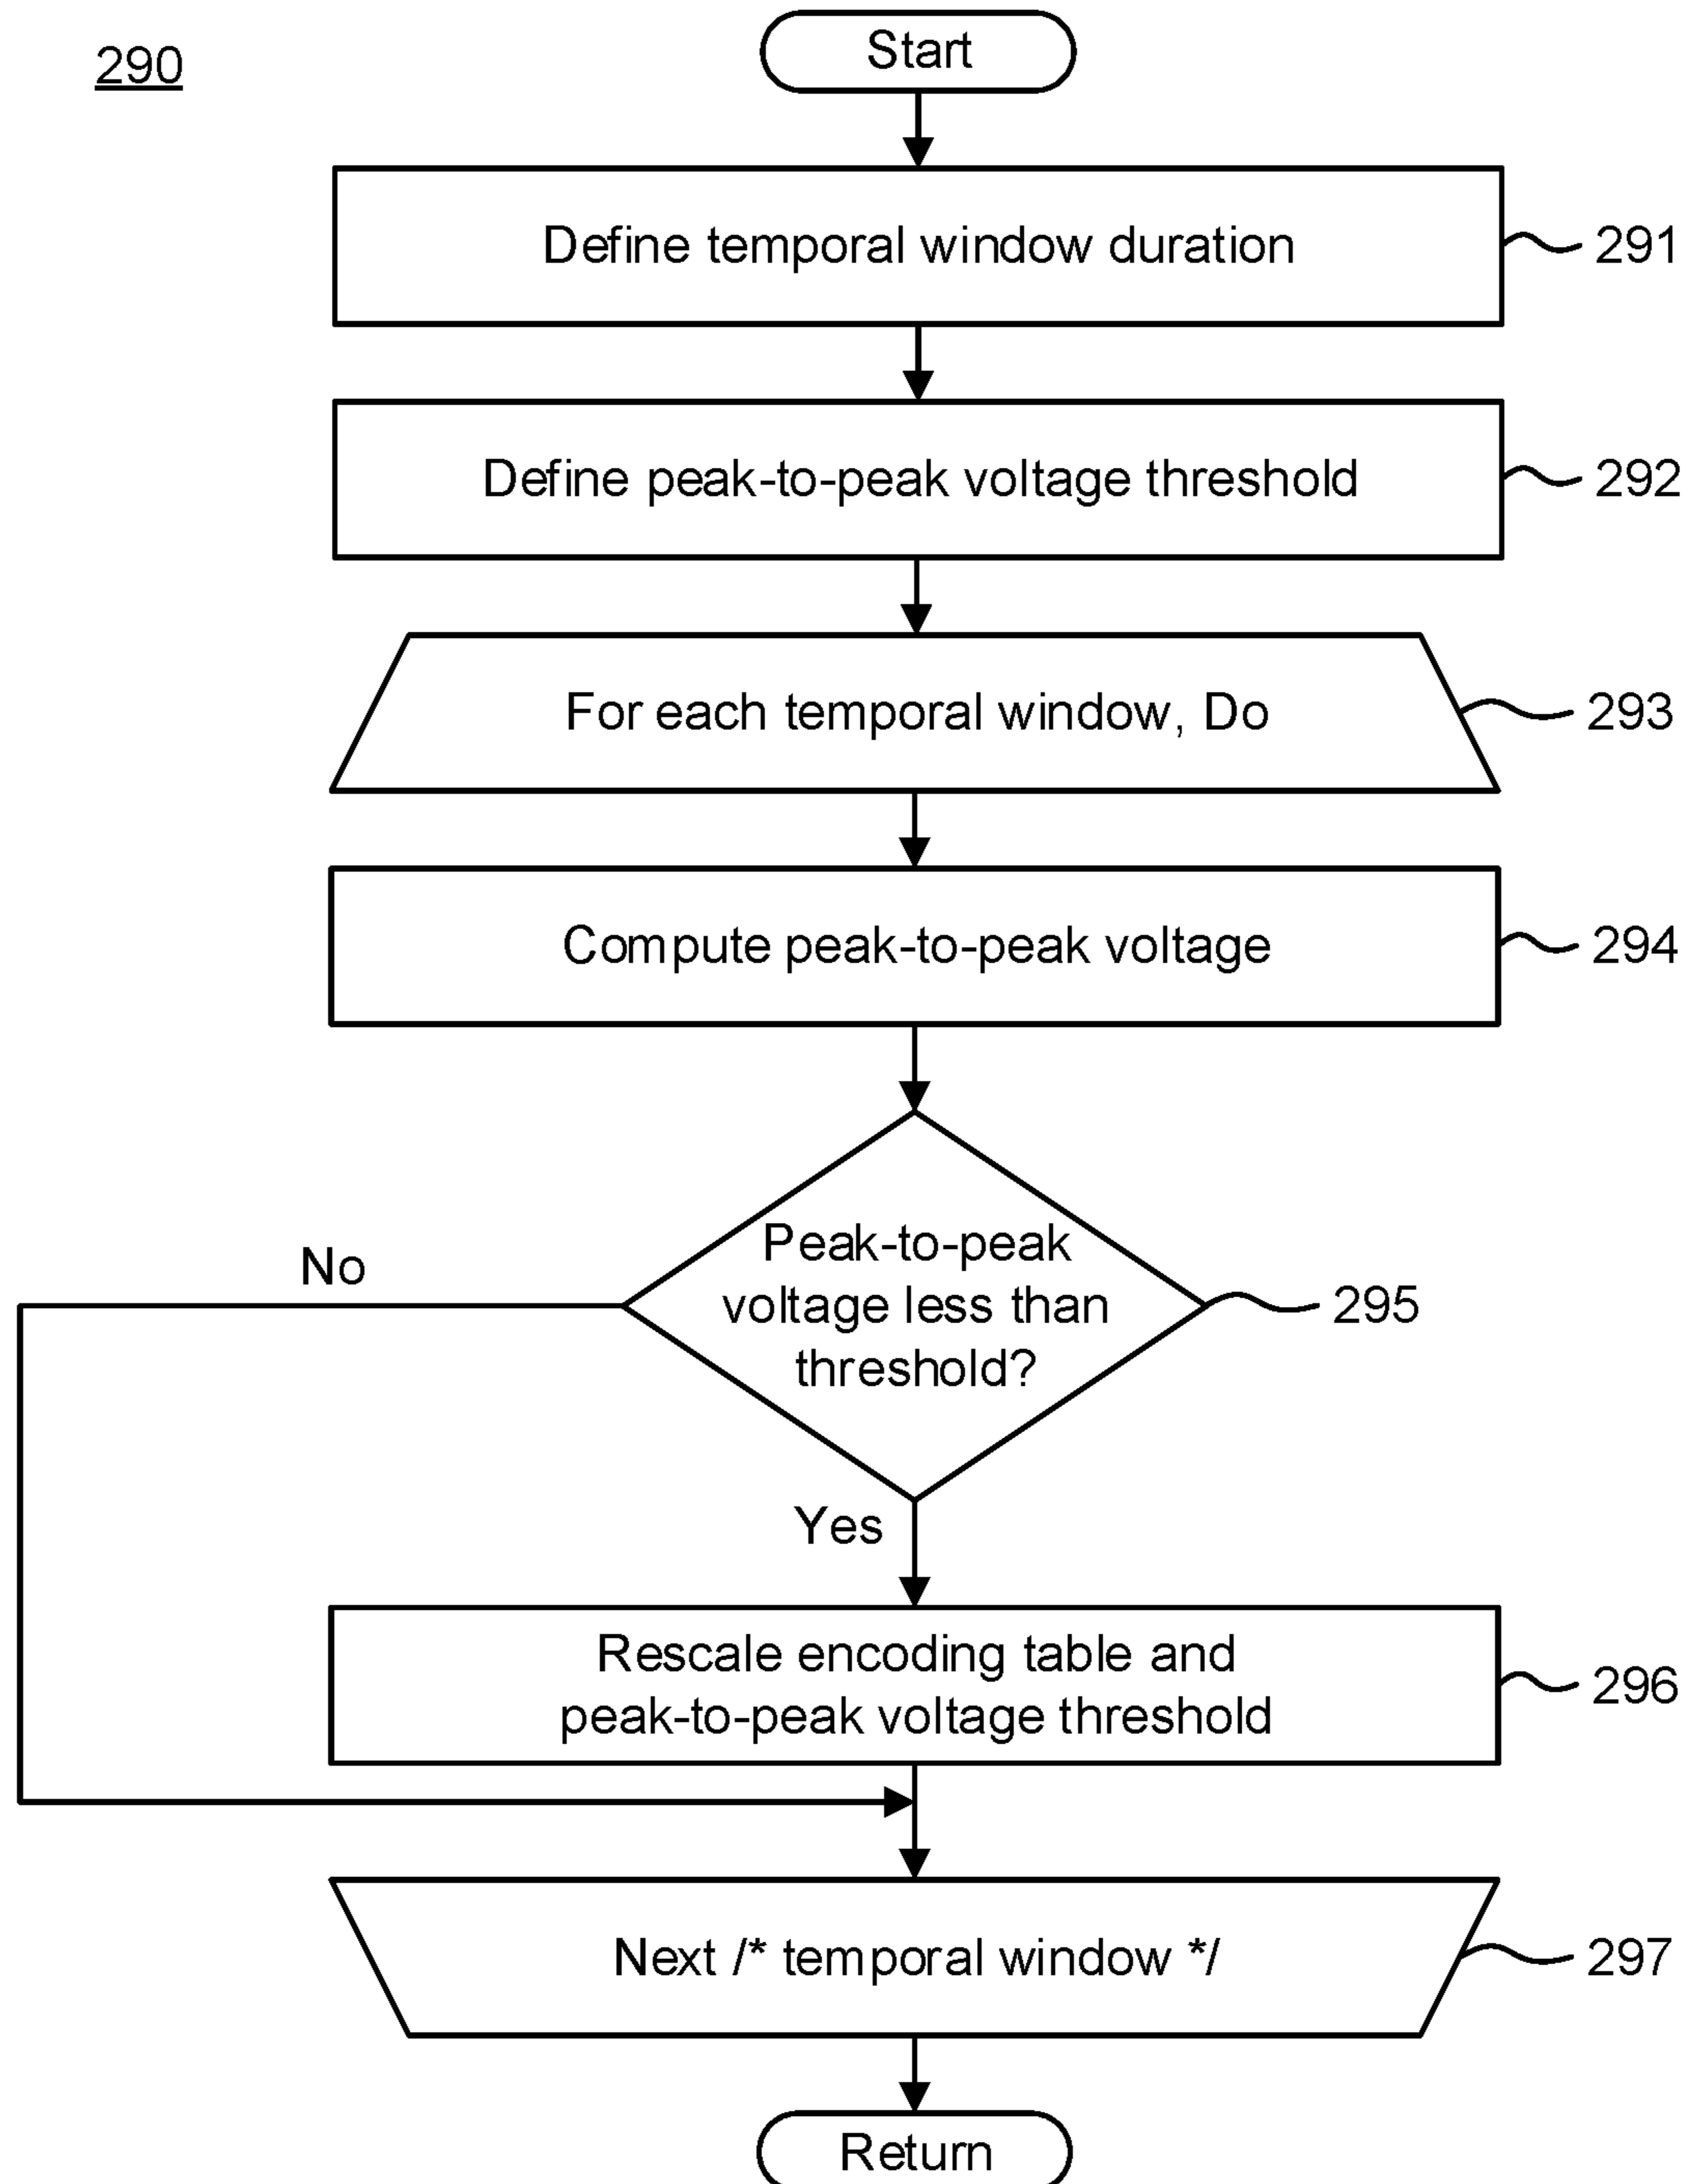 290
Start
Define temporal window duration
291
Define peak-to-peak voltage threshold
292
For each temporal window, Do
293
Compute peak-to-peak voltage
294
Peak-to-peak
voltage less than
threshold?
295
No
Yes
Rescale encoding table and
peak-to-peak voltage threshold
296
Next /* temporal window */
297
Return